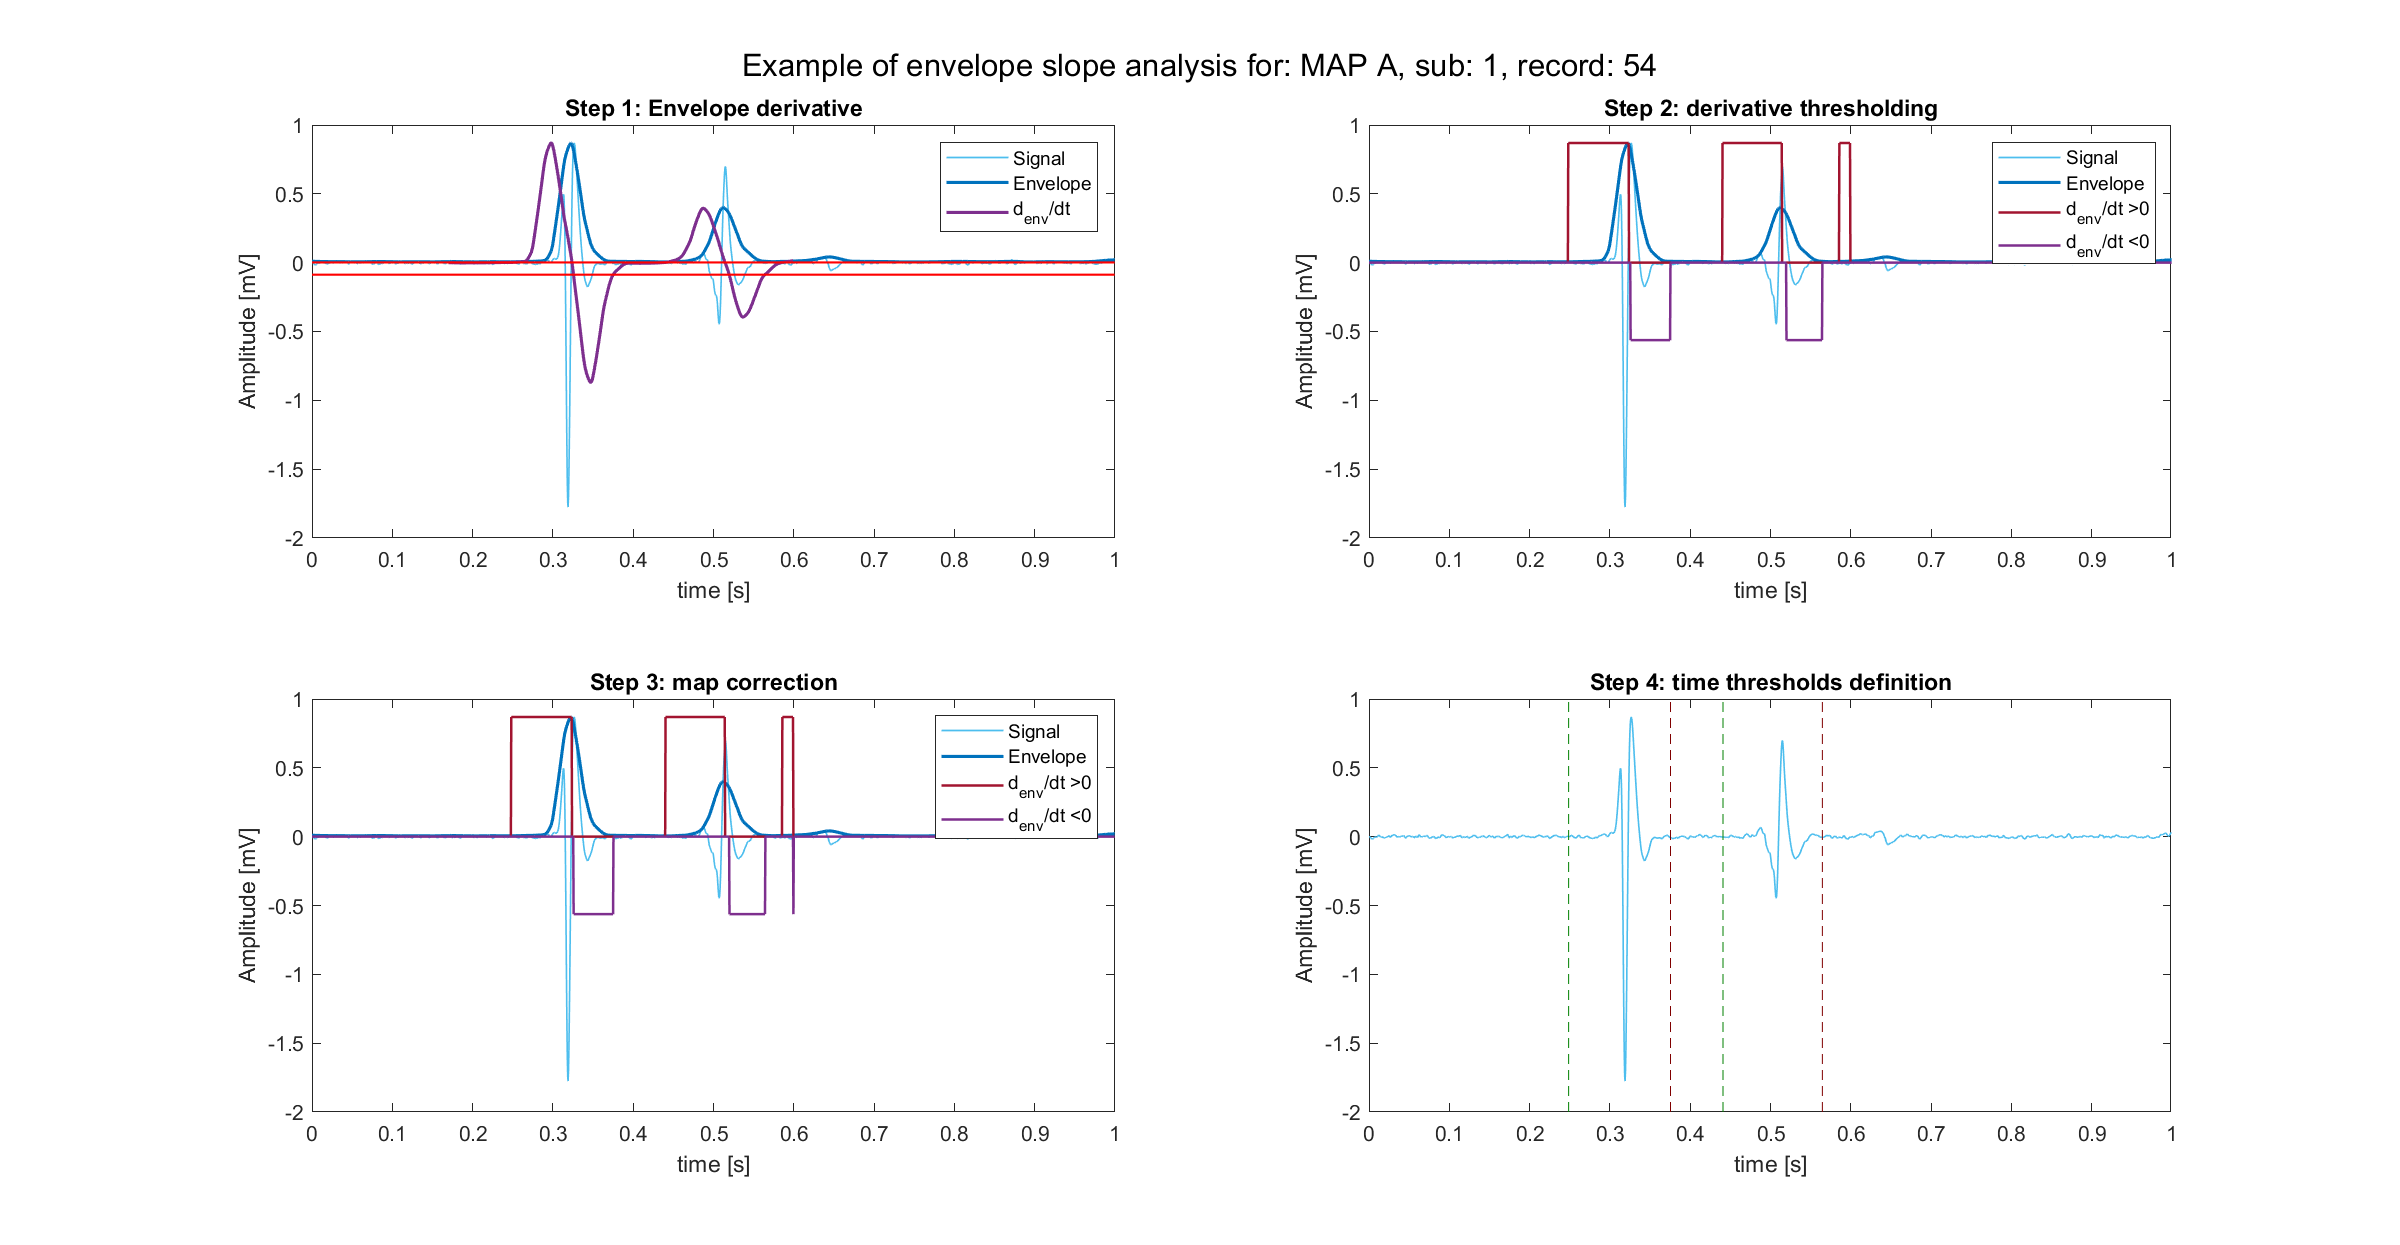 Example of envelope slope analysis for: MAP A, sub: 1, record: 54
Step 1: Envelope derivative
1
0.5
0
-0.5
-1
-1.5
-2
Amplitude [mV]
Signal
Envelope
d_env/dt
0 0.1 0.2 0.3 0.4 0.5 0.6 0.7 0.8 0.9 1
time [s]
Step 2: derivative thresholding
1
0.5
0
-0.5
-1
-1.5
-2
Amplitude [mV]
Signal
Envelope
d_env/dt >0
d_env/dt <0
0 0.1 0.2 0.3 0.4 0.5 0.6 0.7 0.8 0.9 1
time [s]
Step 3: map correction
1
0.5
0
-0.5
-1
-1.5
-2
Amplitude [mV]
Signal
Envelope
d_env/dt >0
d_env/dt <0
0 0.1 0.2 0.3 0.4 0.5 0.6 0.7 0.8 0.9 1
time [s]
Step 4: time thresholds definition
1
0.5
0
-0.5
-1
-1.5
-2
Amplitude [mV]
0 0.1 0.2 0.3 0.4 0.5 0.6 0.7 0.8 0.9 1
time [s]